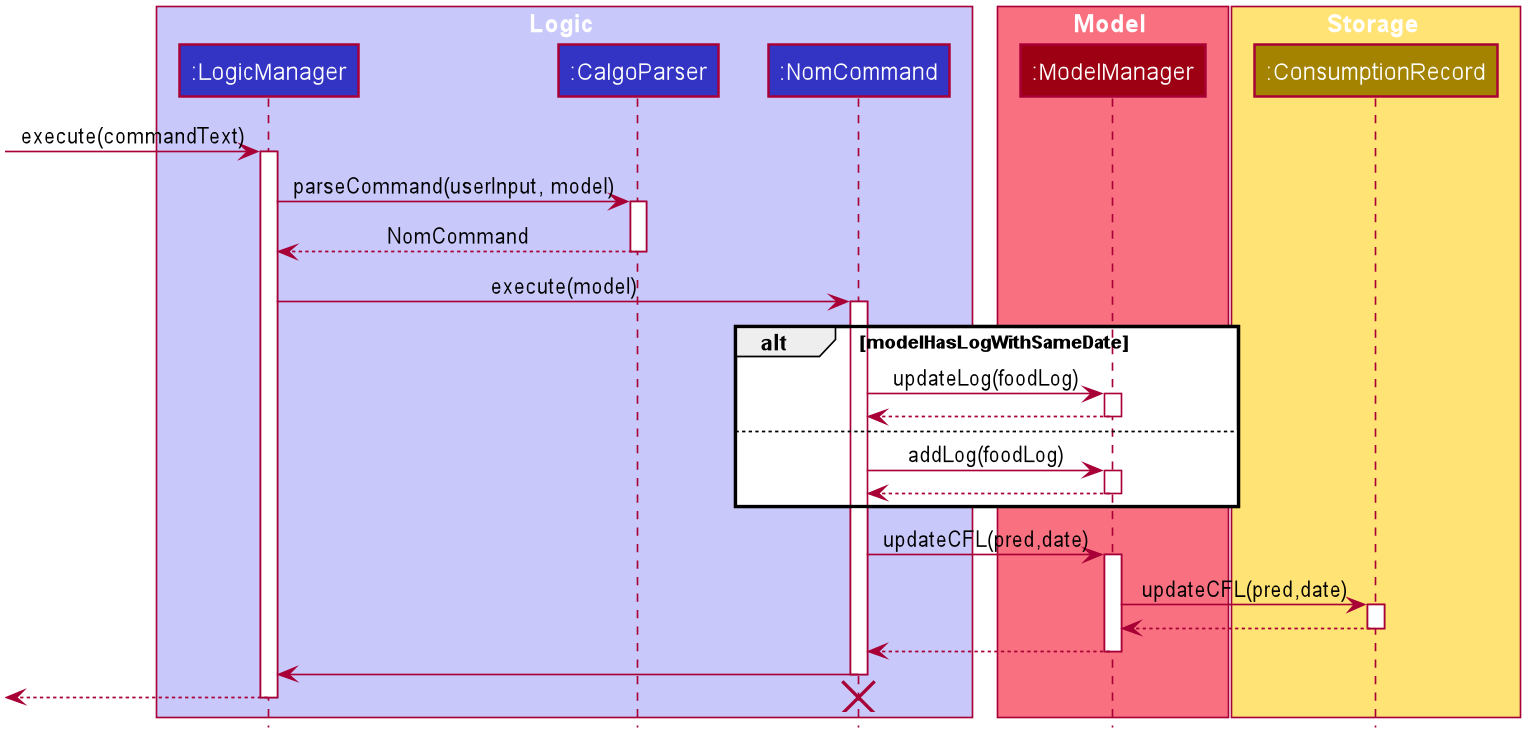 Logic
Model
Storage
:LogicManager
:CalgoParser
:NomCommand
:ModelManager
:ConsumptionRecord
execute(commandText)
parseCommand(userInput, model)
NomCommand
execute(model)
alt
[modelHasLogWithSameDate]
updateLog(foodLog)
addLog(foodLog)
updateCFL(pred,date)
updateCFL(pred,date)